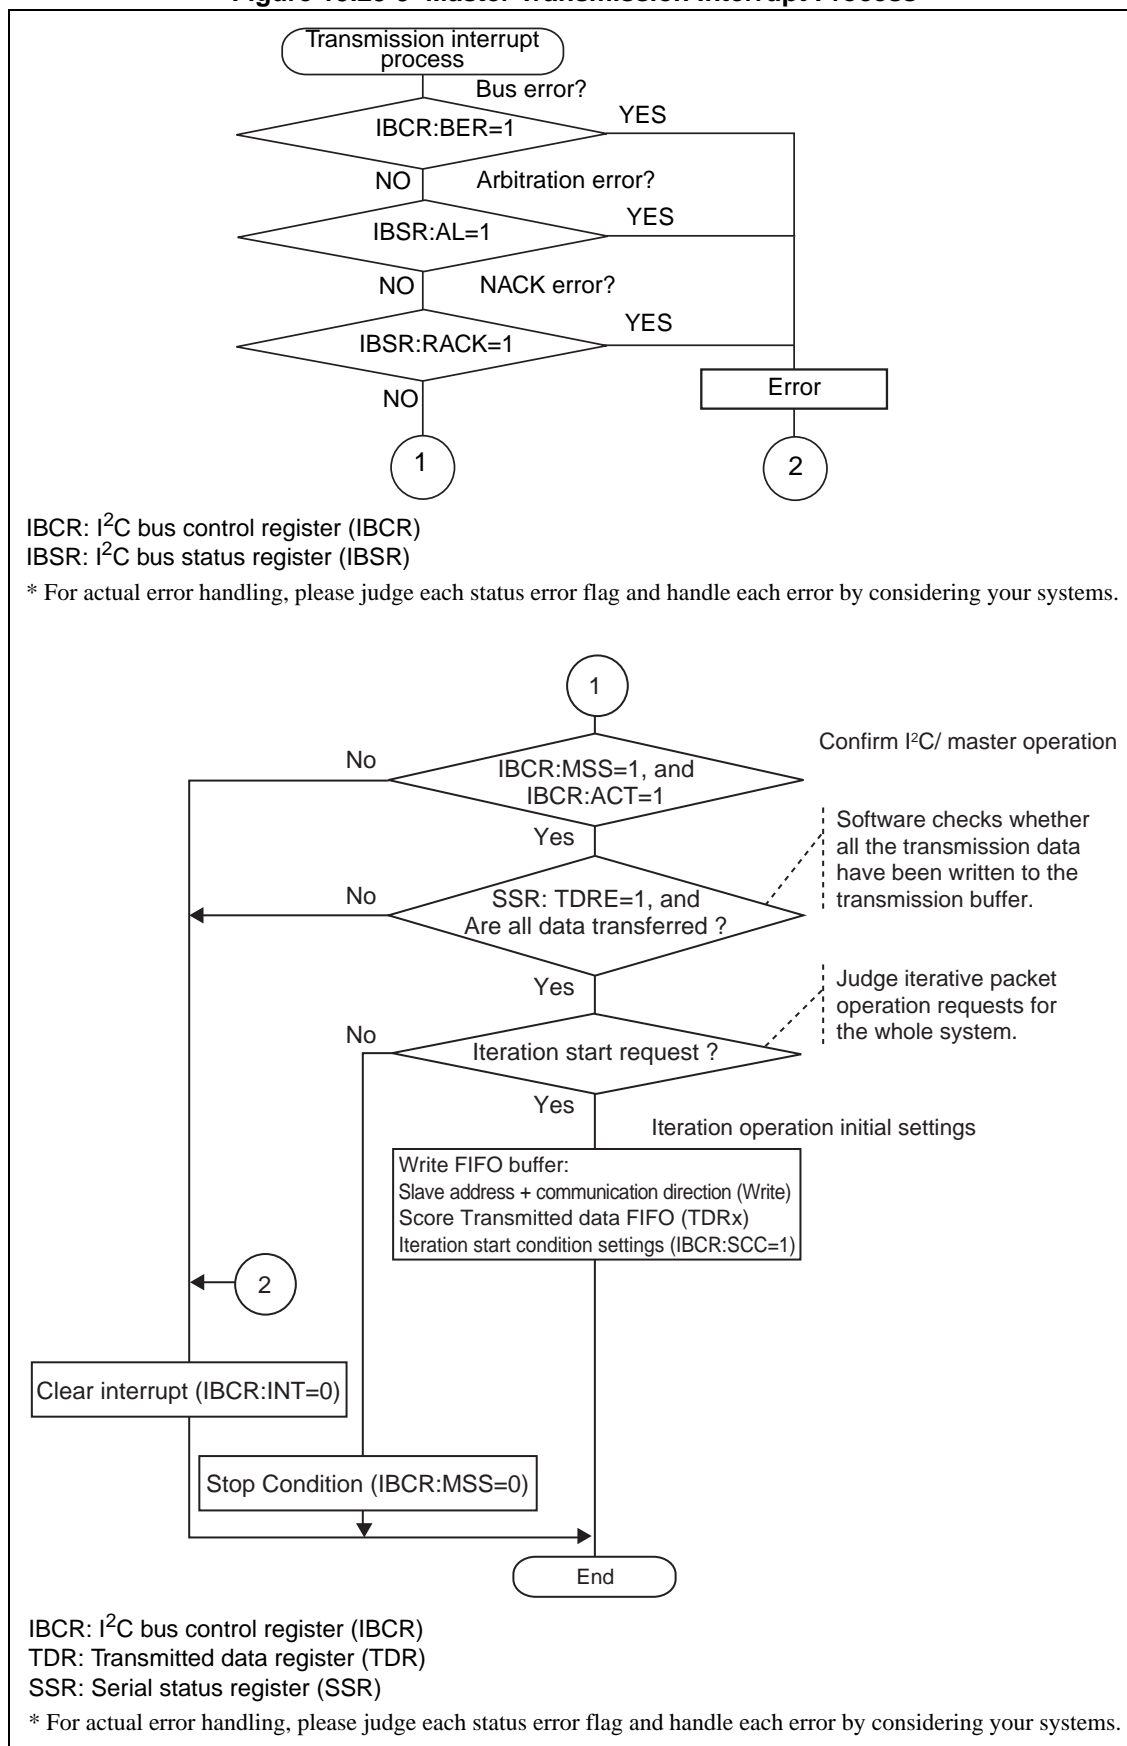 Transmission interrupt
process
Bus error?
IBCR:BER=1
YES
NO
Arbitration error?
IBSR:AL=1
YES
NO
NACK error?
IBSR:RACK=1
YES
NO
Error
1
2
IBCR: I2C bus control register (IBCR)
IBSR: I2C bus status register (IBSR)
* For actual error handling, please judge each status error flag and handle each error by considering your systems.
1
Confirm I²C/ master operation
No
IBCR:MSS=1, and
IBCR:ACT=1
Yes
Software checks whether
all the transmission data
have been written to the
transmission buffer.
No
SSR: TDRE=1, and
Are all data transferred ?
Yes
Judge iterative packet
operation requests for
the whole system.
No
Iteration start request ?
Yes
Iteration operation initial settings
Write FIFO buffer:
Slave address + communication direction (Write)
Score Transmitted data FIFO (TDRx)
Iteration start condition settings (IBCR:SCC=1)
2
Clear interrupt (IBCR:INT=0)
Stop Condition (IBCR:MSS=0)
End
IBCR: I2C bus control register (IBCR)
TDR: Transmitted data register (TDR)
SSR: Serial status register (SSR)
* For actual error handling, please judge each status error flag and handle each error by considering your systems.